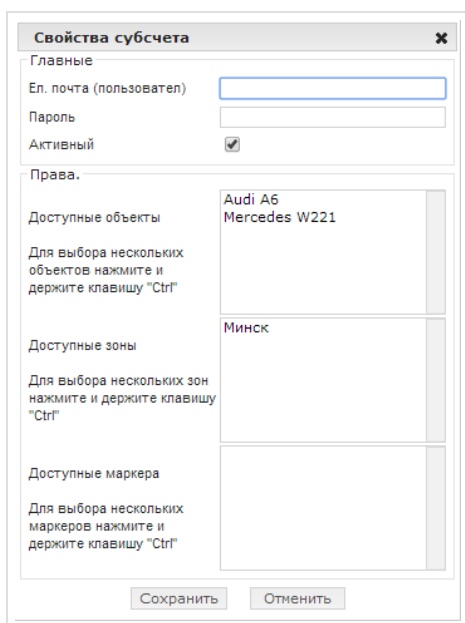 Свойства субсчета
Главные
Ел. почта (пользовател)
Пароль
Активный
Права.
Доступные объекты
Для выбора нескольких
объектов нажмите и
держите клавишу "Ctrl"
Audi A6
Mercedes W221
Доступные зоны
Для выбора нескольких зон
нажмите и держите клавишу
"Ctrl"
Минск
Доступные маркера
Для выбора нескольких
маркеров нажмите и
держите клавишу "Ctrl"
Сохранить
Отменить